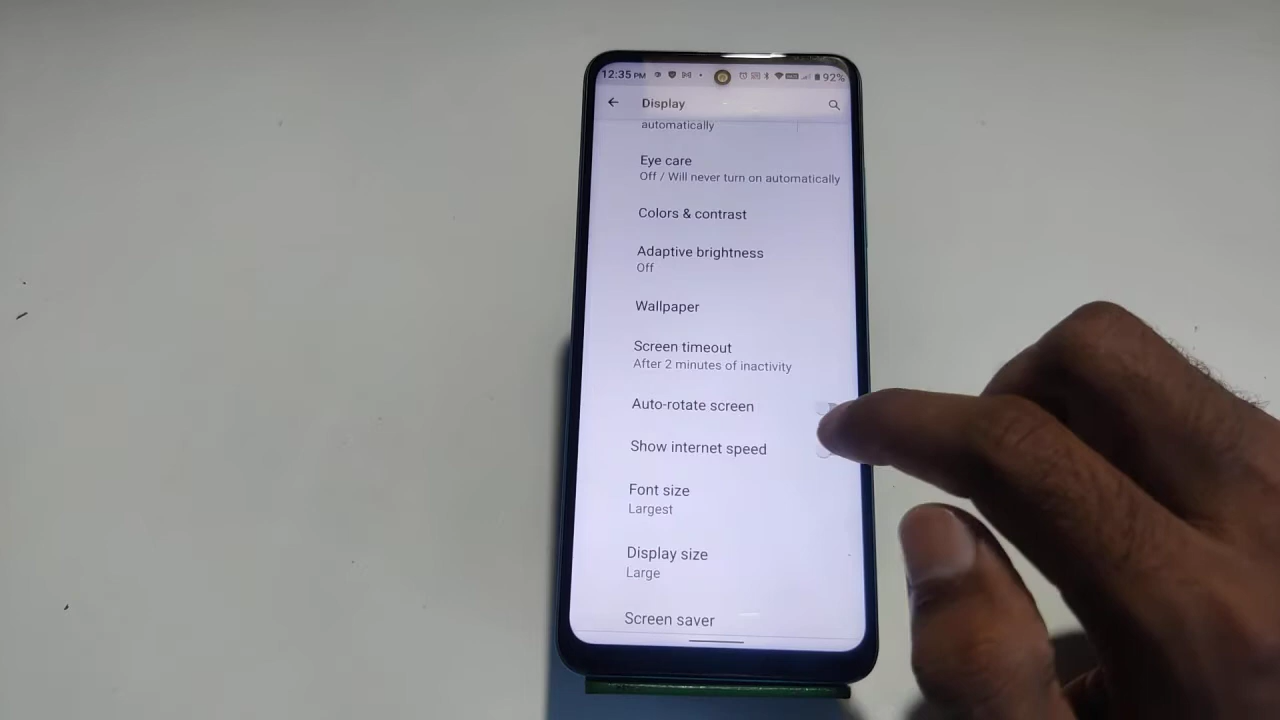 12:35 PM
92%
Display
automatically
Eye care
Off / Will never turn on automatically
Colors & contrast
Adaptive brightness
Off
Wallpaper
Screen timeout
After 2 minutes of inactivity
Auto-rotate screen
Show internet speed
Font size
Largest
Display size
Large
Screen saver